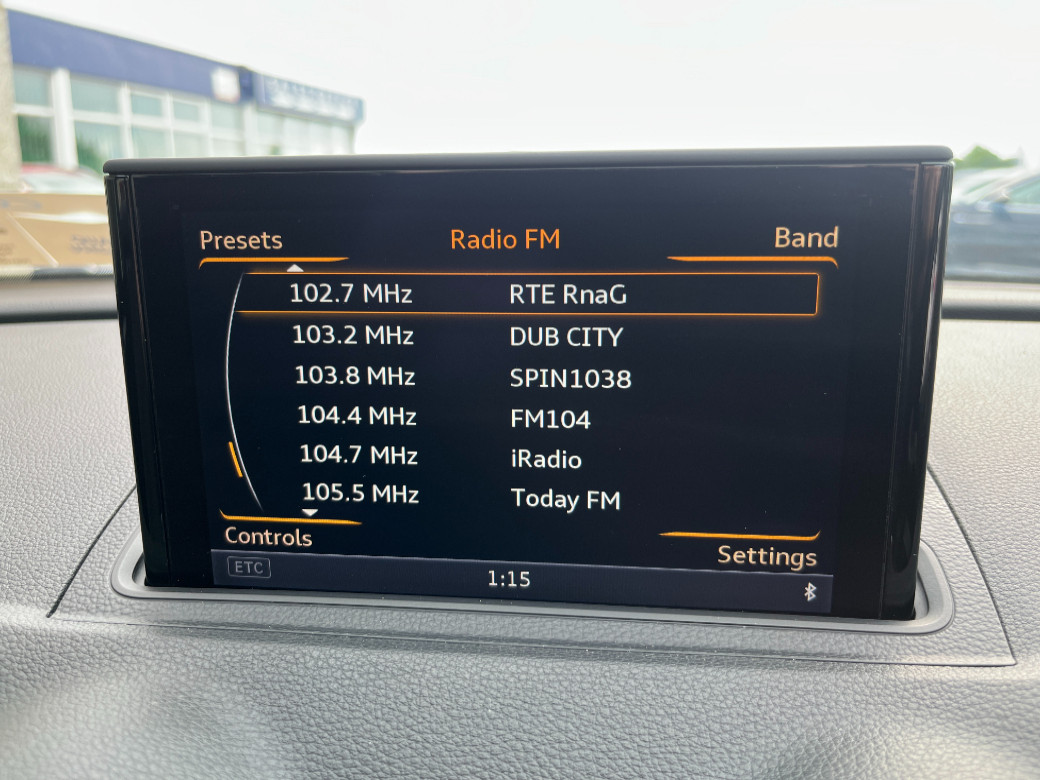 Presets Radio FM Band
102.7 MHz RTE RnaG
103.2 MHz DUB CITY
103.8 MHz SPIN1038
104.4 MHz FM104
104.7 MHz iRadio
105.5 MHz Today FM
Controls Settings
ETC 1:15